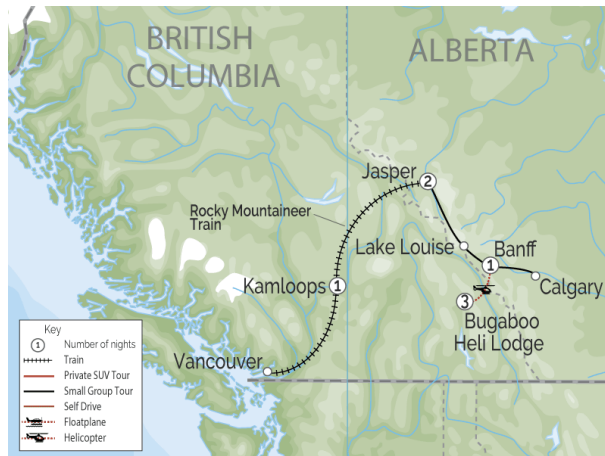 BRITISH
COLUMBIA
ALBERTA
Jasper
2
Rocky Mountaineer
Train
Lake Louise
Banff
1
Kamloops
1
Calgary
3
Bugaboo
Heli Lodge
Vancouver
Key
1 Number of nights
Train
Private SUV Tour
Small Group Tour
Self Drive
Floatplane
Helicopter